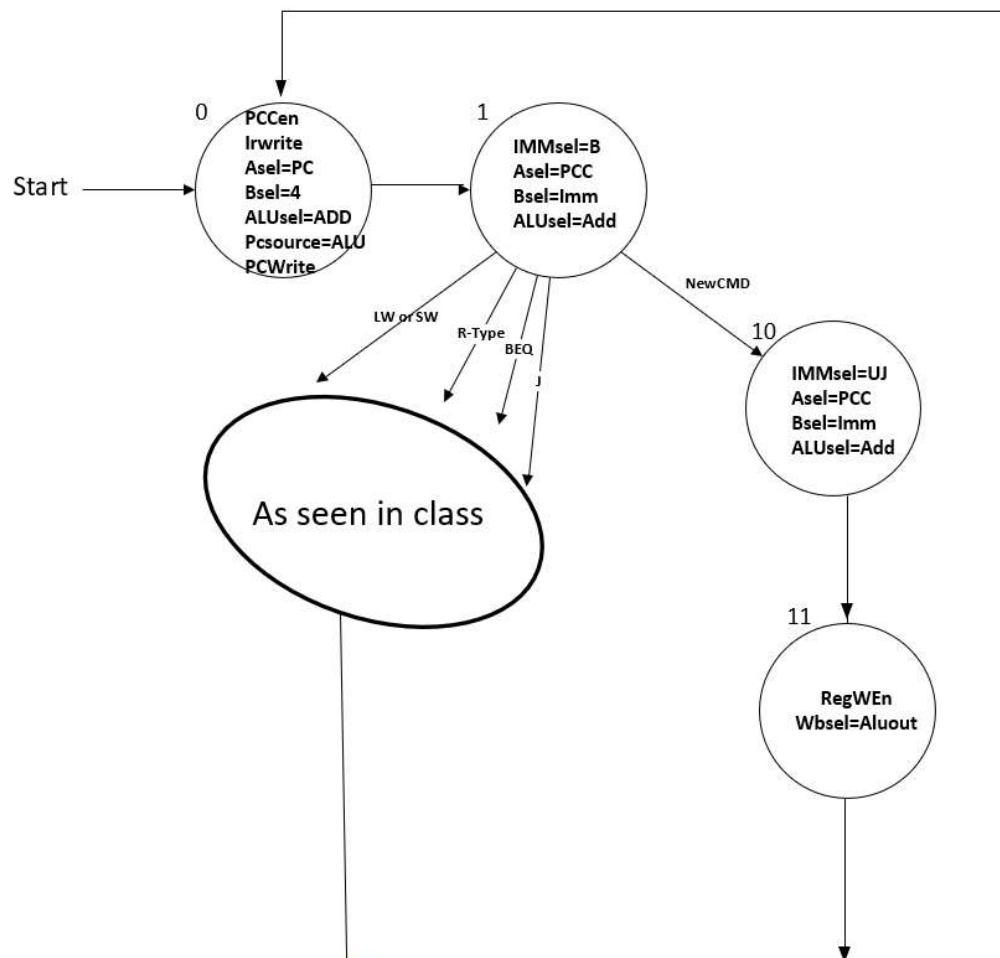 0
PCCen
Irwrite
Asel=PC
Bsel=4
ALUsel=ADD
Pcsource=ALU
PCWrite
Start
1
IMMsel=B
Asel=PCC
Bsel=Imm
ALUsel=Add
LW or SW
R-Type
BEQ
J
NewCMD
10
IMMsel=UJ
Asel=PCC
Bsel=Imm
ALUsel=Add
As seen in class
11
RegWEn
Wbsel=Aluout